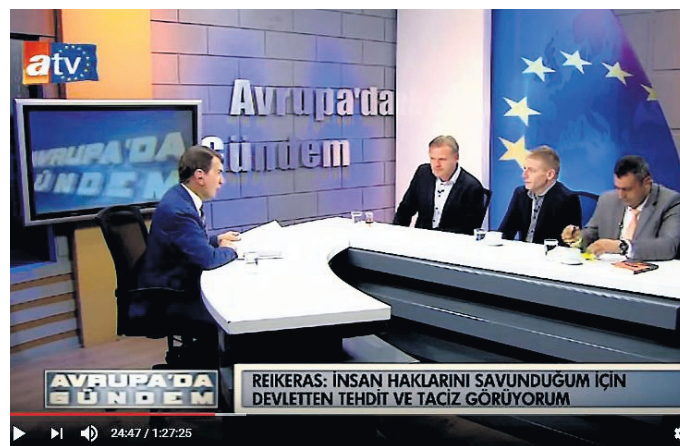 atv
Avrupa'da
Gündem
AVRUPA'DA
GÜNDEM
AVRUPA'DA
GÜNDEM
REIKERAS: İNSAN HAKLARINI SAVUNDUĞUM İÇİN
DEVLETTEN TEHDİT VE TACİZ GÖRÜYORUM
24:47 / 1:27:25